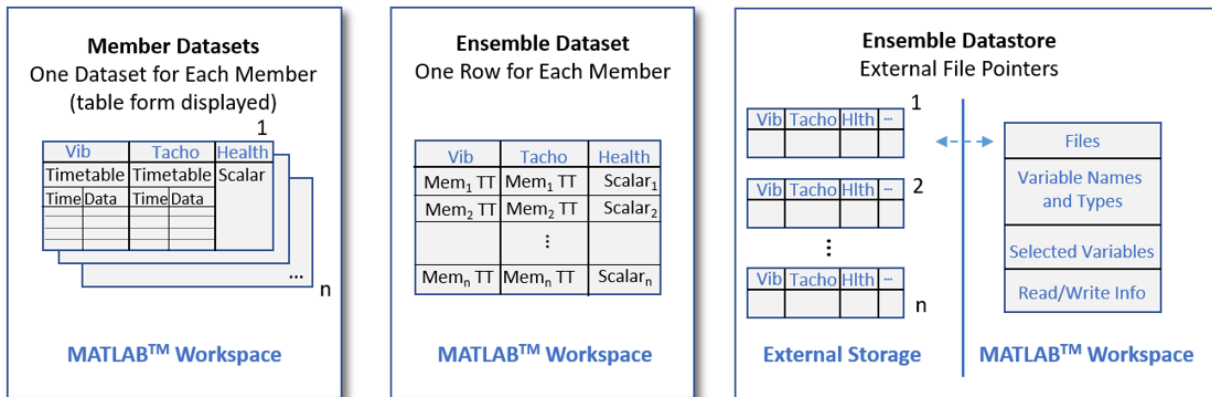 Member Datasets
One Dataset for Each Member
(table form displayed)
1
Vib Tacho Health
Timetable Timetable Scalar
Time Data Time Data
...
n
MATLAB™ Workspace
Ensemble Dataset
One Row for Each Member
Vib Tacho Health
Mem₁ TT Mem₁ TT Scalar₁
Mem₂ TT Mem₂ TT Scalar₂
⋮
Memₙ TT Memₙ TT Scalarₙ
MATLAB™ Workspace
Ensemble Datastore
External File Pointers
1
Vib Tacho Hlth ...
2
Vib Tacho Hlth ...
⋮
Vib Tacho Hlth ...
n
External Storage
Files
Variable Names
and Types
Selected Variables
Read/Write Info
MATLAB™ Workspace